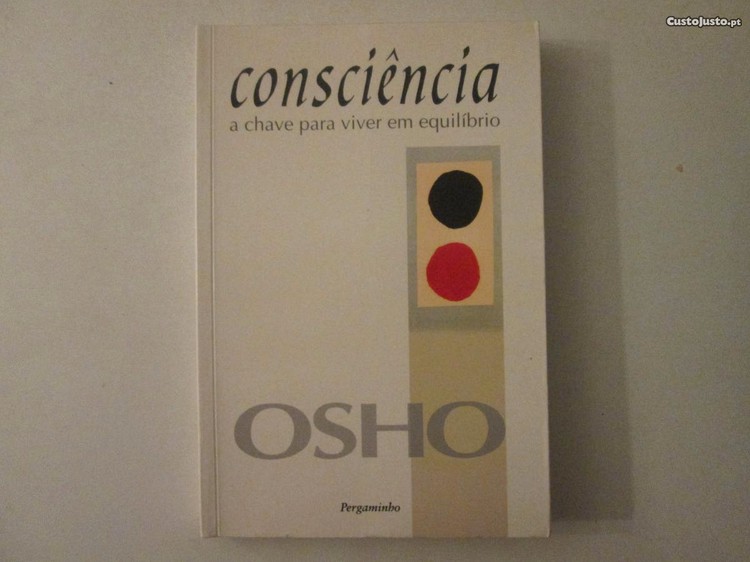 CustoJusto.pt
consciência
a chave para viver em equilíbrio
OSHO
Pergaminho